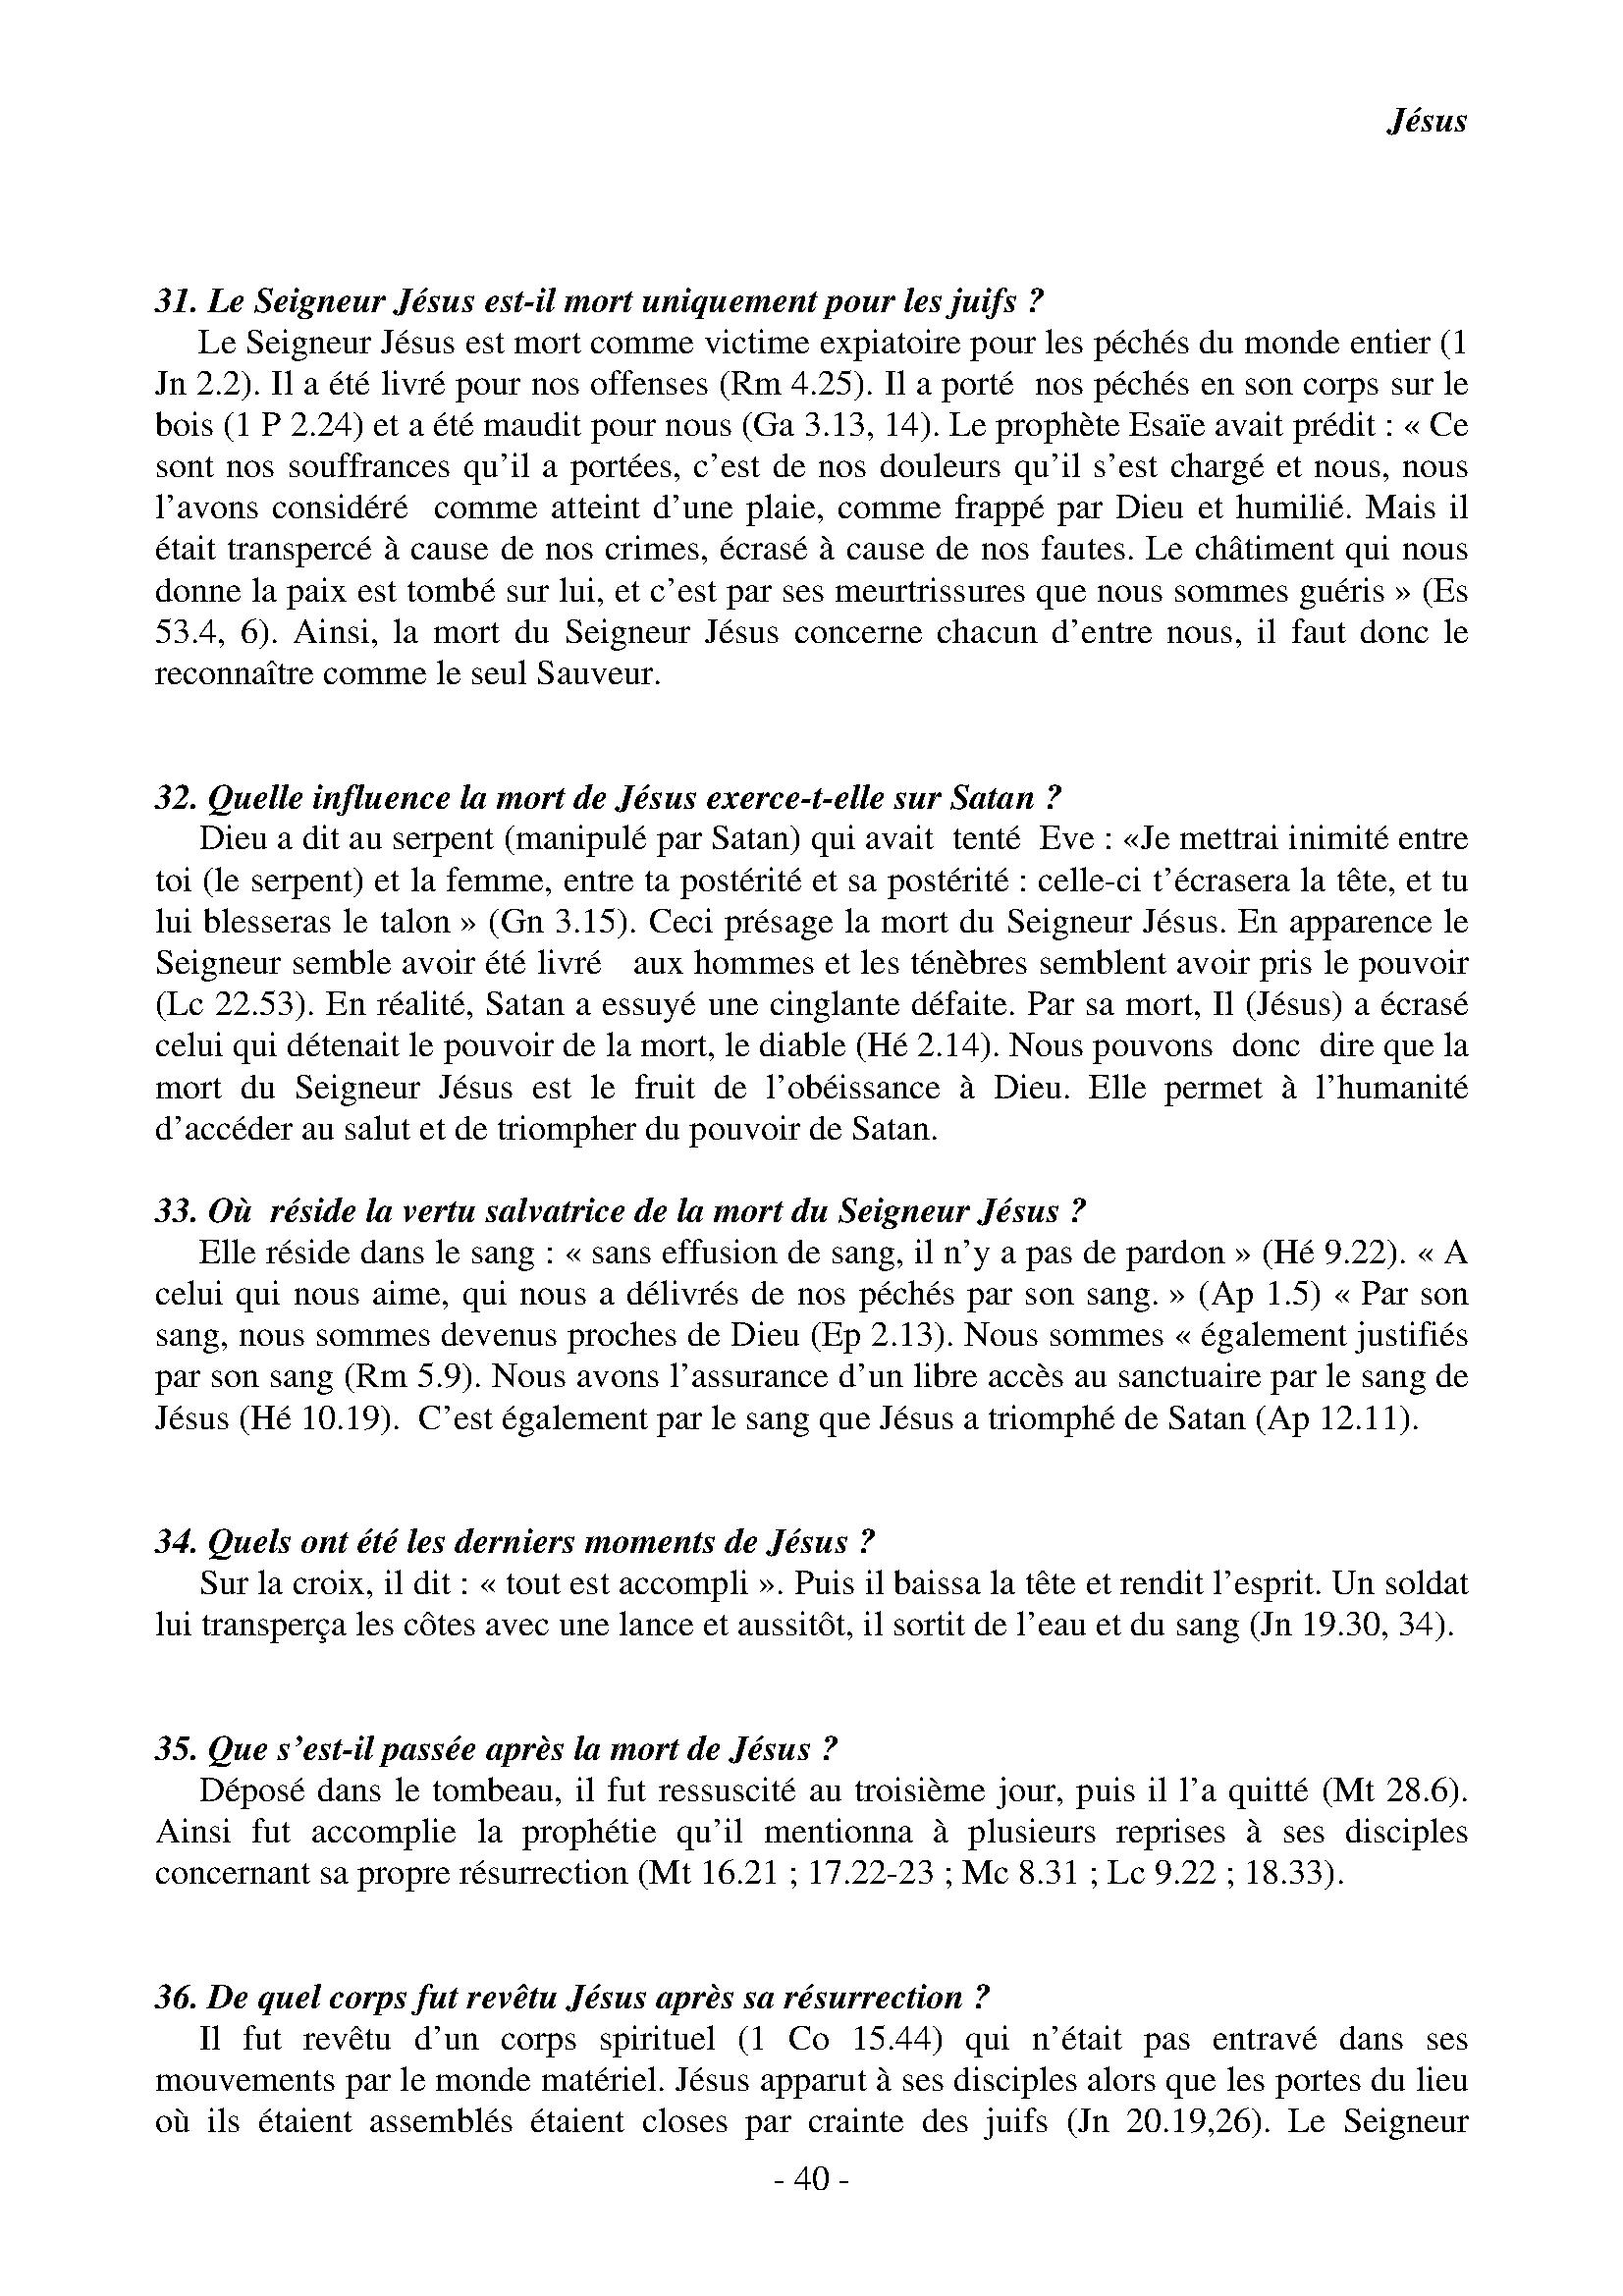 Jésus
31. Le Seigneur Jésus est-il mort uniquement pour les juifs ?
Le Seigneur Jésus est mort comme victime expiatoire pour les péchés du monde entier (1
Jn 2.2). Il a été livré pour nos offenses (Rm 4.25). Il a porté  nos péchés en son corps sur le
bois (1 P 2.24) et a été maudit pour nous (Ga 3.13, 14). Le prophète Esaïe avait prédit : « Ce
sont nos souffrances qu’il a portées, c’est de nos douleurs qu’il s’est chargé et nous, nous
l’avons considéré  comme atteint d’une plaie, comme frappé par Dieu et humilié. Mais il
était transpercé à cause de nos crimes, écrasé à cause de nos fautes. Le châtiment qui nous
donne la paix est tombé sur lui, et c’est par ses meurtrissures que nous sommes guéris » (Es
53.4, 6). Ainsi, la mort du Seigneur Jésus concerne chacun d’entre nous, il faut donc le
reconnaître comme le seul Sauveur.
32. Quelle influence la mort de Jésus exerce-t-elle sur Satan ?
Dieu a dit au serpent (manipulé par Satan) qui avait  tenté  Eve : «Je mettrai inimité entre
toi (le serpent) et la femme, entre ta postérité et sa postérité : celle-ci t’écrasera la tête, et tu
lui blesseras le talon » (Gn 3.15). Ceci présage la mort du Seigneur Jésus. En apparence le
Seigneur semble avoir été livré   aux hommes et les ténèbres semblent avoir pris le pouvoir
(Lc 22.53). En réalité, Satan a essuyé une cinglante défaite. Par sa mort, Il (Jésus) a écrasé
celui qui détenait le pouvoir de la mort, le diable (Hé 2.14). Nous pouvons  donc  dire que la
mort du Seigneur Jésus est le fruit de l’obéissance à Dieu. Elle permet à l’humanité
d’accéder au salut et de triompher du pouvoir de Satan.
33. Où  réside la vertu salvatrice de la mort du Seigneur Jésus ?
Elle réside dans le sang : « sans effusion de sang, il n’y a pas de pardon » (Hé 9.22). « A
celui qui nous aime, qui nous a délivrés de nos péchés par son sang. » (Ap 1.5) « Par son
sang, nous sommes devenus proches de Dieu (Ep 2.13). Nous sommes « également justifiés
par son sang (Rm 5.9). Nous avons l’assurance d’un libre accès au sanctuaire par le sang de
Jésus (Hé 10.19).  C’est également par le sang que Jésus a triomphé de Satan (Ap 12.11).
34. Quels ont été les derniers moments de Jésus ?
Sur la croix, il dit : « tout est accompli ». Puis il baissa la tête et rendit l’esprit. Un soldat
lui transperça les côtes avec une lance et aussitôt, il sortit de l’eau et du sang (Jn 19.30, 34).
35. Que s’est-il passée après la mort de Jésus ?
Déposé dans le tombeau, il fut ressuscité au troisième jour, puis il l’a quitté (Mt 28.6).
Ainsi fut accomplie la prophétie qu’il mentionna à plusieurs reprises à ses disciples
concernant sa propre résurrection (Mt 16.21 ; 17.22-23 ; Mc 8.31 ; Lc 9.22 ; 18.33).
36. De quel corps fut revêtu Jésus après sa résurrection ?
Il fut revêtu d’un corps spirituel (1 Co 15.44) qui n’était pas entravé dans ses
mouvements par le monde matériel. Jésus apparut à ses disciples alors que les portes du lieu
où ils étaient assemblés étaient closes par crainte des juifs (Jn 20.19,26). Le Seigneur
- 40 -